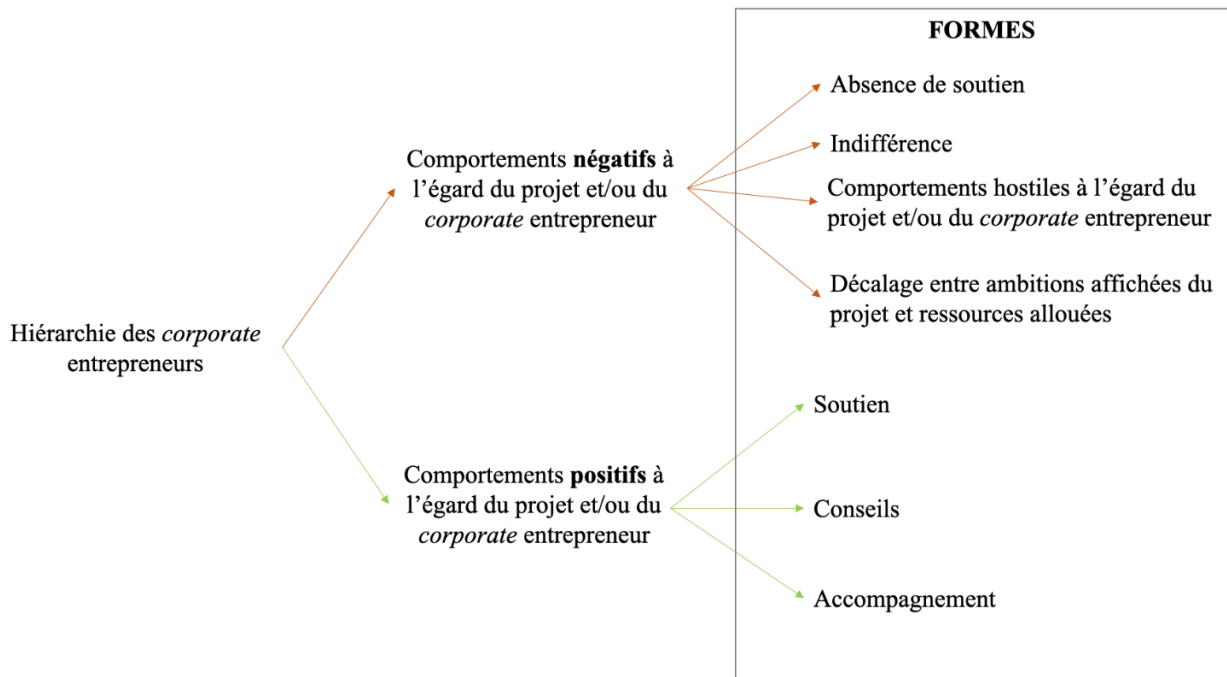 FORMES
Absence de soutien
Indifférence
Comportements négatifs à
l’égard du projet et/ou du
corporate entrepreneur
Comportements hostiles à l’égard du
projet et/ou du corporate entrepreneur
Décalage entre ambitions affichées du
projet et ressources allouées
Hiérarchie des corporate
entrepreneurs
Soutien
Comportements positifs à
l’égard du projet et/ou du
corporate entrepreneur
Conseils
Accompagnement